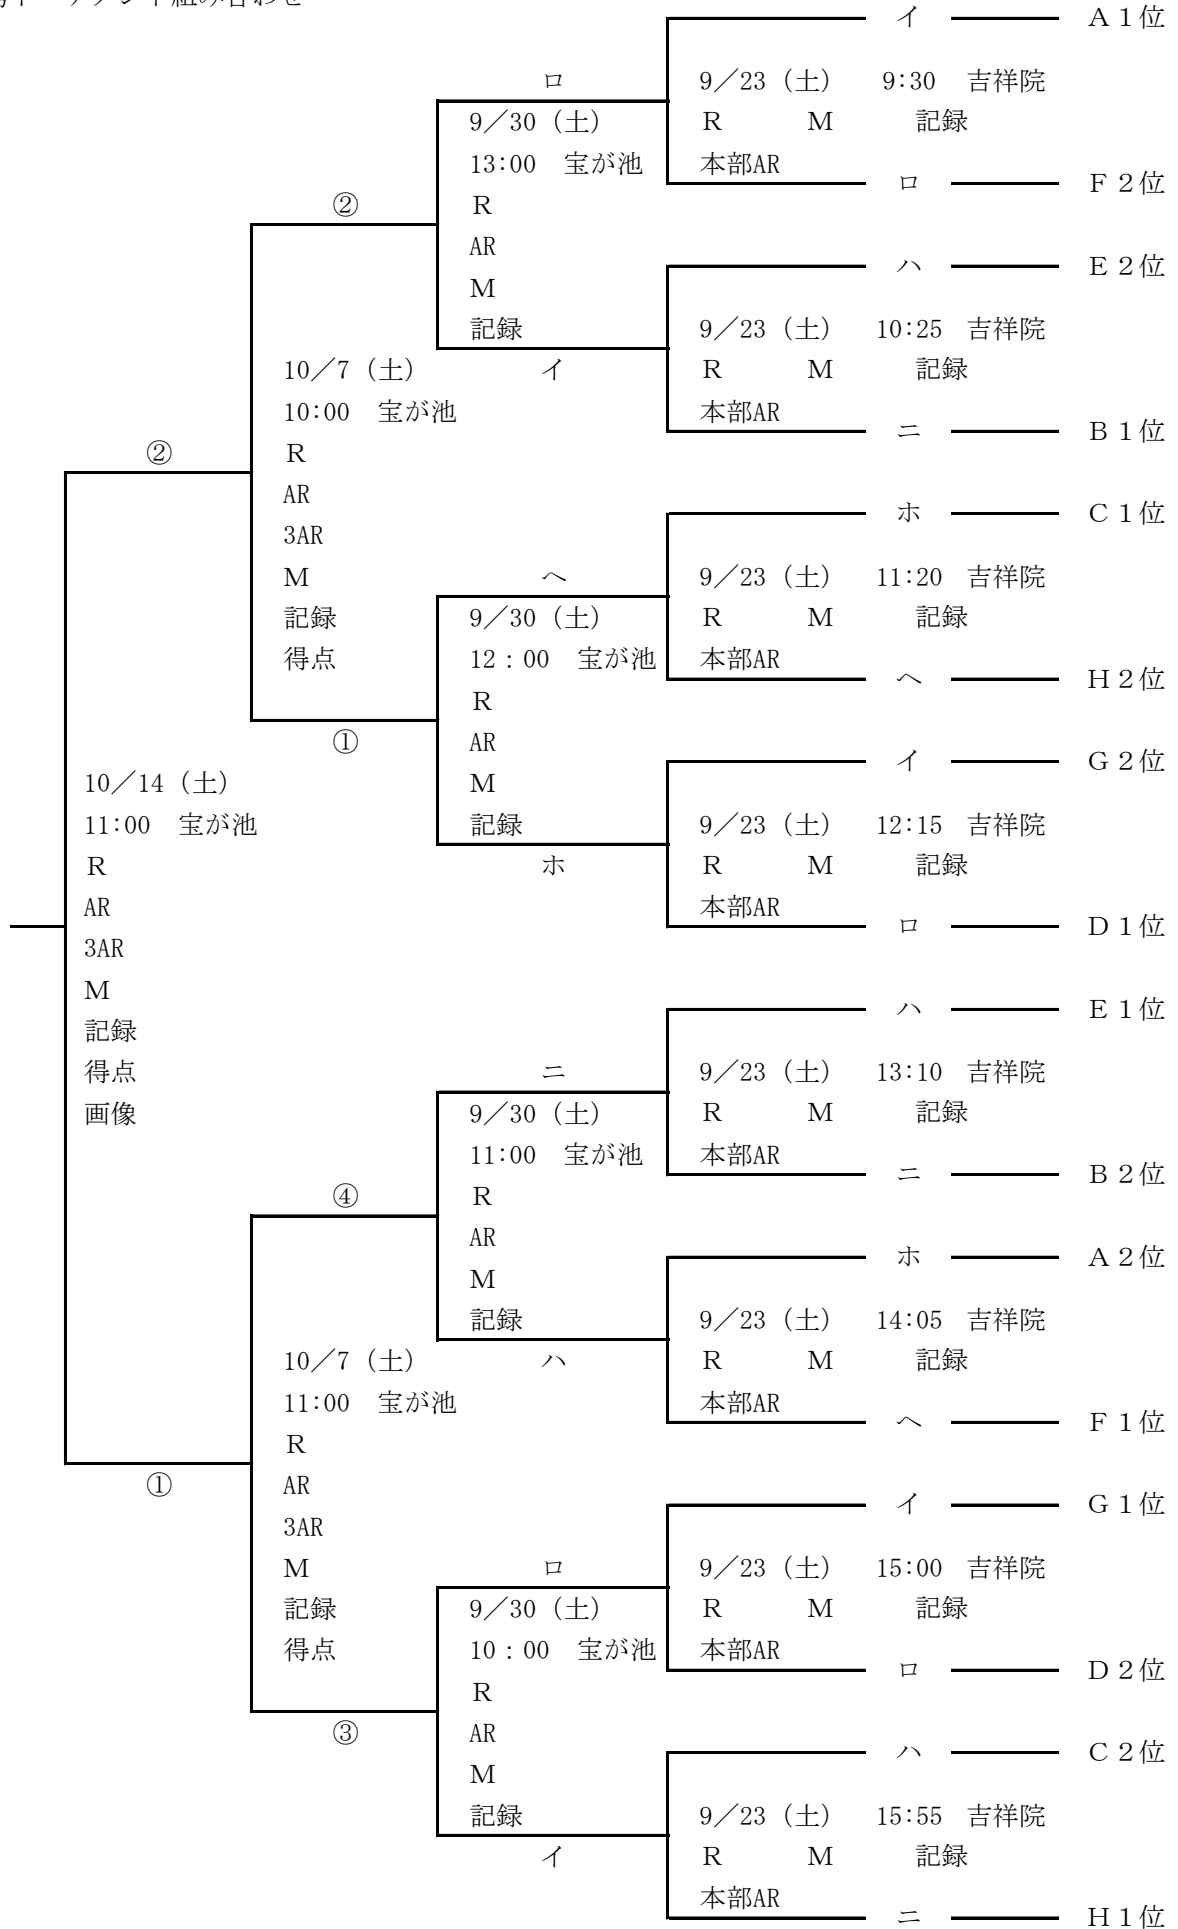 イ A１位
ロ 9／23（土） 9:30 吉祥院
9／30（土） R M 記録
13:00 宝が池 本部AR
② R ロ F２位
AR
ハ E２位
M
記録 9／23（土） 10:25 吉祥院
10／7（土） イ R M 記録
10:00 宝が池 本部AR
② R ニ B１位
AR
ホ C１位
3AR
M ヘ 9／23（土） 11:20 吉祥院
記録 9／30（土） R M 記録
得点 12：00 宝が池 本部AR
R ヘ H２位
① AR
イ G２位
10／14（土） M
11:00 宝が池 記録 9／23（土） 12:15 吉祥院
R ホ R M 記録
AR 本部AR
ロ D１位
3AR
M
ハ E１位
記録
得点 ニ 9／23（土） 13:10 吉祥院
画像 9／30（土） R M 記録
11:00 宝が池 本部AR
④ R ニ B２位
AR
ホ A２位
M
記録 9／23（土） 14:05 吉祥院
10／7（土） ハ R M 記録
11:00 宝が池 本部AR
R ヘ F１位
① AR
イ G１位
3AR
M ロ 9／23（土） 15:00 吉祥院
記録 9／30（土） R M 記録
得点 10：00 宝が池 本部AR
R ロ D２位
③ AR
ハ C２位
M
記録 9／23（土） 15:55 吉祥院
イ R M 記録
本部AR
ニ H１位